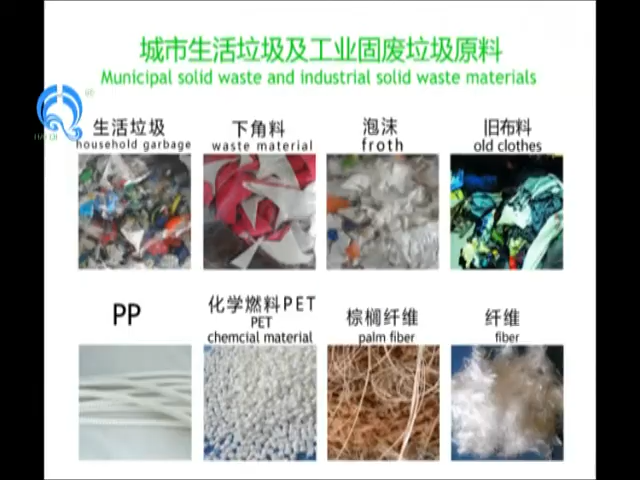 城市生活垃圾及工业固废垃圾原料
Municipal solid waste and industrial solid waste materials
HAI QI
生活垃圾
household garbage
下角料
waste material
泡沫
froth
旧布料
old clothes
PP
化学燃料PET
PET
chemcial material
棕榈纤维
palm fiber
纤维
fiber